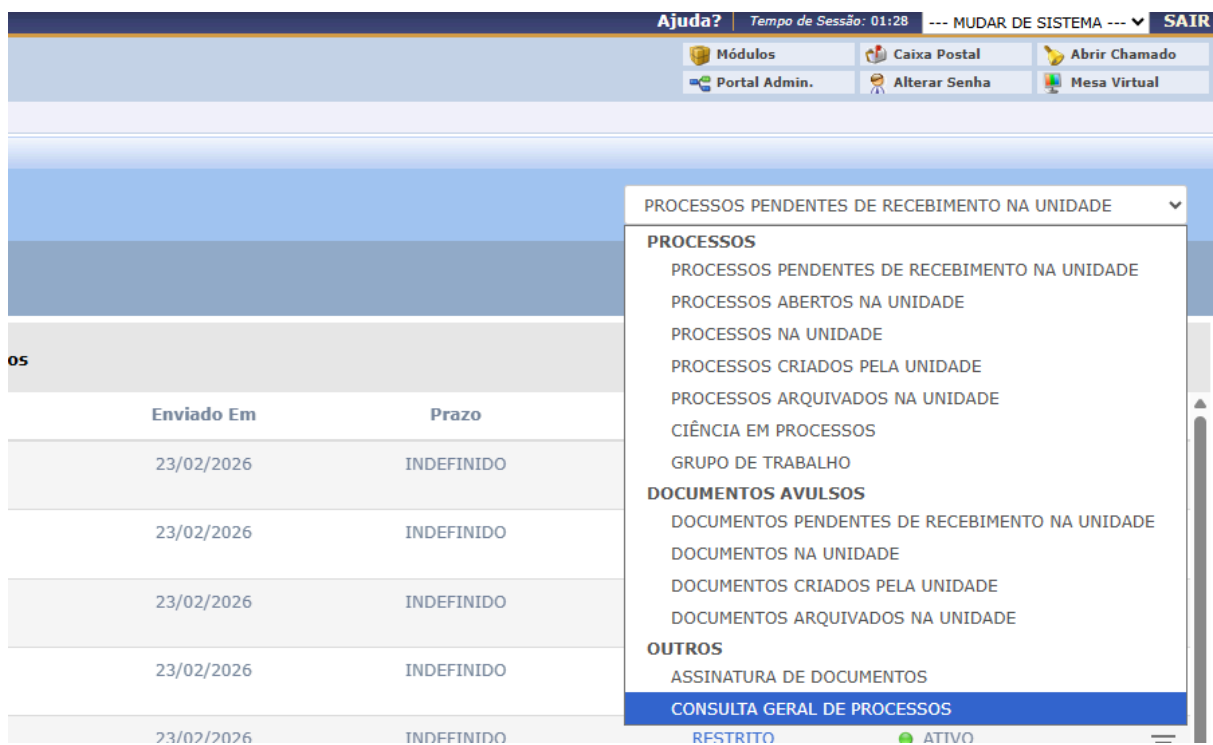 Ajuda? Tempo de Sessão: 01:28 --- MUDAR DE SISTEMA --- SAIR
Módulos Caixa Postal Abrir Chamado
Portal Admin. Alterar Senha Mesa Virtual
PROCESSOS PENDENTES DE RECEBIMENTO NA UNIDADE
PROCESSOS
PROCESSOS PENDENTES DE RECEBIMENTO NA UNIDADE
PROCESSOS ABERTOS NA UNIDADE
PROCESSOS NA UNIDADE
PROCESSOS CRIADOS PELA UNIDADE
PROCESSOS ARQUIVADOS NA UNIDADE
CIÊNCIA EM PROCESSOS
GRUPO DE TRABALHO
DOCUMENTOS AVULSOS
DOCUMENTOS PENDENTES DE RECEBIMENTO NA UNIDADE
DOCUMENTOS NA UNIDADE
DOCUMENTOS CRIADOS PELA UNIDADE
DOCUMENTOS ARQUIVADOS NA UNIDADE
OUTROS
ASSINATURA DE DOCUMENTOS
CONSULTA GERAL DE PROCESSOS
os
Enviado Em Prazo
23/02/2026 INDEFINIDO
23/02/2026 INDEFINIDO
23/02/2026 INDEFINIDO
23/02/2026 INDEFINIDO
23/02/2026 INDEFINIDO RESTRITO ATIVO